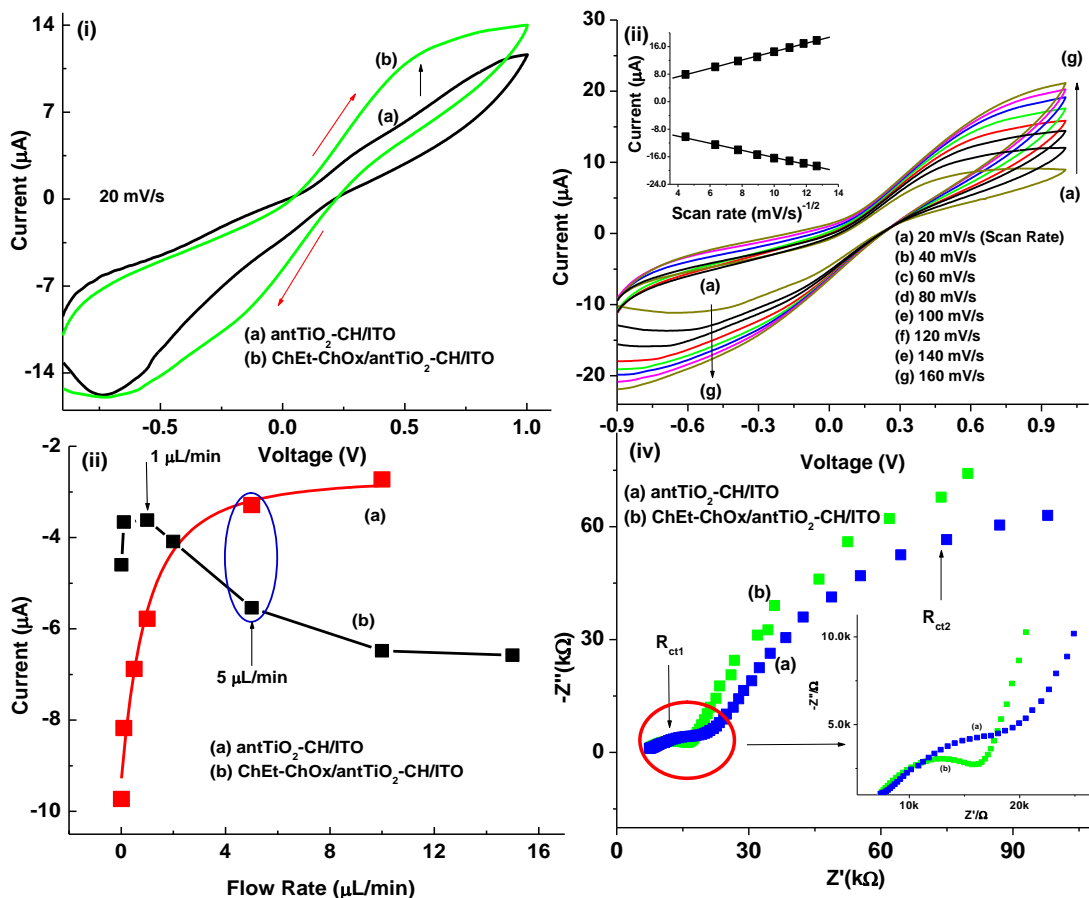 (i)
14
7
0
-7
-14
Current (µA)
20 mV/s
(b)
(a)
(a) antTiO2-CH/ITO
(b) ChEt-ChOx/antTiO2-CH/ITO
-0.5 0.0 0.5 1.0
Voltage (V)
(ii)
20
10
0
-10
-20
Current (µA)
16.0
8.0
0.0
-8.0
-16.0
-24.0
Current (µA)
4 6 8 10 12 14
Scan rate (mV/s)-1/2
(g)
(a)
(a)
(g)
(a) 20 mV/s (Scan Rate)
(b) 40 mV/s
(c) 60 mV/s
(d) 80 mV/s
(e) 100 mV/s
(f) 120 mV/s
(e) 140 mV/s
(g) 160 mV/s
-0.9 -0.6 -0.3 0.0 0.3 0.6 0.9
Voltage (V)
(ii)
-2
-4
-6
-8
-10
Current (µA)
1 µL/min
(a)
(b)
5 µL/min
(a) antTiO2-CH/ITO
(b) ChEt-ChOx/antTiO2-CH/ITO
0 4 8 12 16
Flow Rate (µL/min)
(iv)
(a) antTiO2-CH/ITO
(b) ChEt-ChOx/antTiO2-CH/ITO
60
30
0
-Z''(kΩ)
(b)
(a)
Rct1
Rct2
10.0k
5.0k
-Z''/Ω
(a)
(b)
10k 20k
Z'/Ω
0 30 60 90
Z'(kΩ)